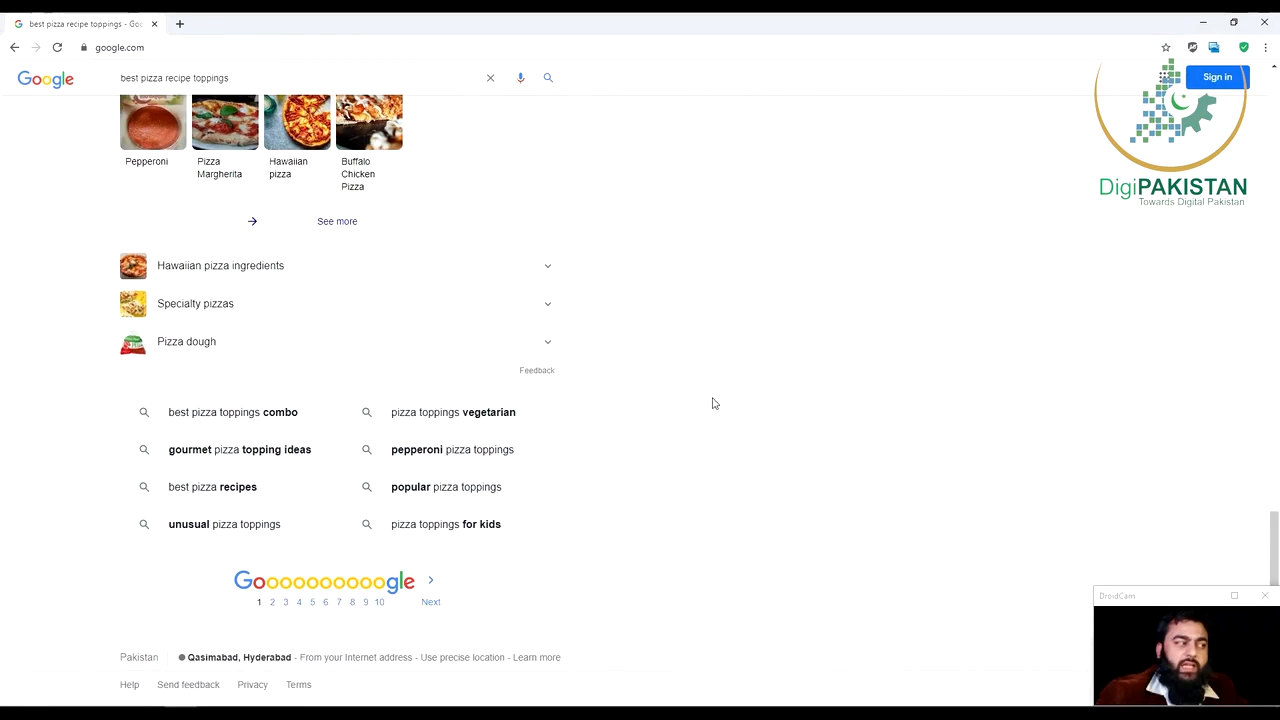 best pizza recipe toppings - Goo
google.com
Google
best pizza recipe toppings
Sign in
DigiPAKISTAN
Towards Digital Pakistan
Pepperoni
Pizza
Margherita
Hawaiian
pizza
Buffalo
Chicken
Pizza
See more
Hawaiian pizza ingredients
Specialty pizzas
Pizza dough
Feedback
best pizza toppings combo
pizza toppings vegetarian
gourmet pizza topping ideas
pepperoni pizza toppings
best pizza recipes
popular pizza toppings
unusual pizza toppings
pizza toppings for kids
Goooooooooogle
1 2 3 4 5 6 7 8 9 10 Next
DroidCam
Pakistan
Qasimabad, Hyderabad - From your Internet address - Use precise location - Learn more
Help Send feedback Privacy Terms